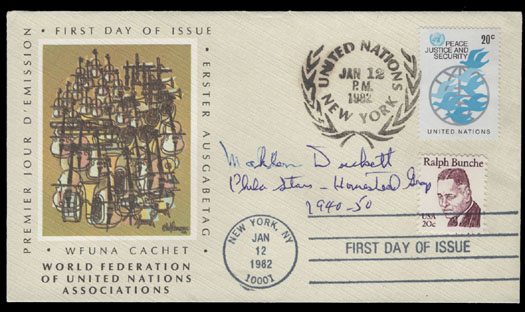 · FIRST DAY OF ISSUE ·
PREMIER JOUR D'EMISSION
ERSTER AUSGABETAG
· WFUNA CACHET ·
WORLD FEDERATION
OF UNITED NATIONS
ASSOCIATIONS
UNITED NATIONS
JAN 12
P.M.
1982
NEW YORK
20c
PEACE
JUSTICE AND
SECURITY
UNITED NATIONS
Mahlon Duckett
Phila Stars – Homestead Grays
1940-50
Ralph Bunche
USA
20c
NEW YORK, NY
JAN
12
1982
10001
FIRST DAY OF ISSUE